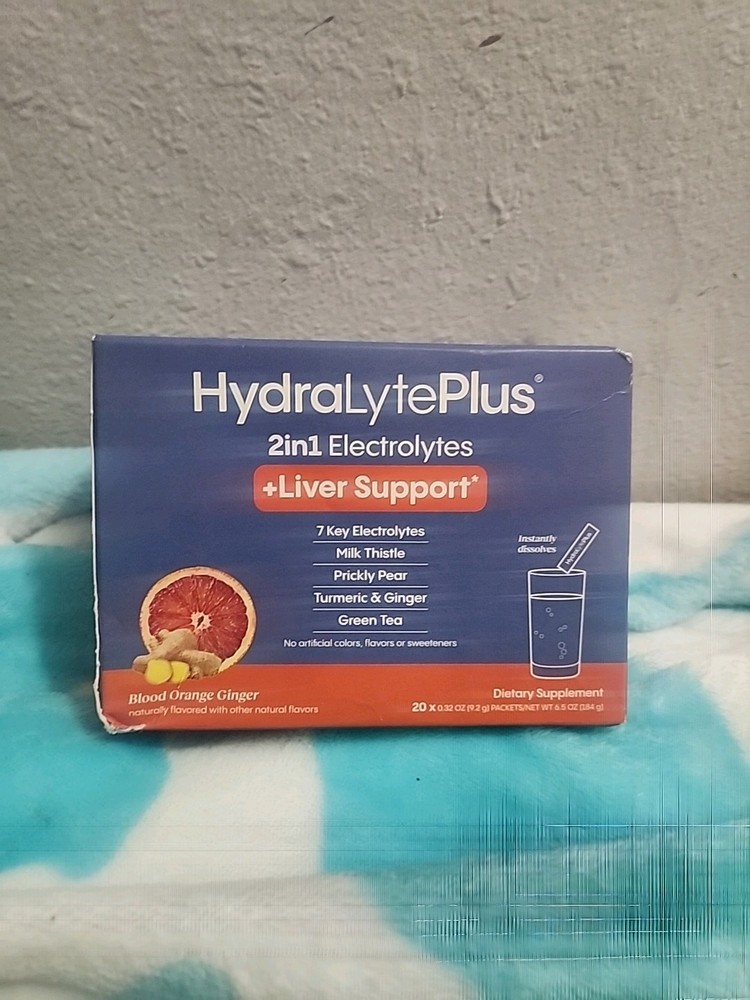 HydraLytePlus®
2in1 Electrolytes
+Liver Support*
7 Key Electrolytes
Milk Thistle
Prickly Pear
Turmeric & Ginger
Green Tea
No artificial colors, flavors or sweeteners
Instantly
dissolves
HydraLytePlus
Blood Orange Ginger
naturally flavored with other natural flavors
Dietary Supplement
20 x 0.32 OZ (9.2 g) PACKETS/NET WT 6.5 OZ (184 g)